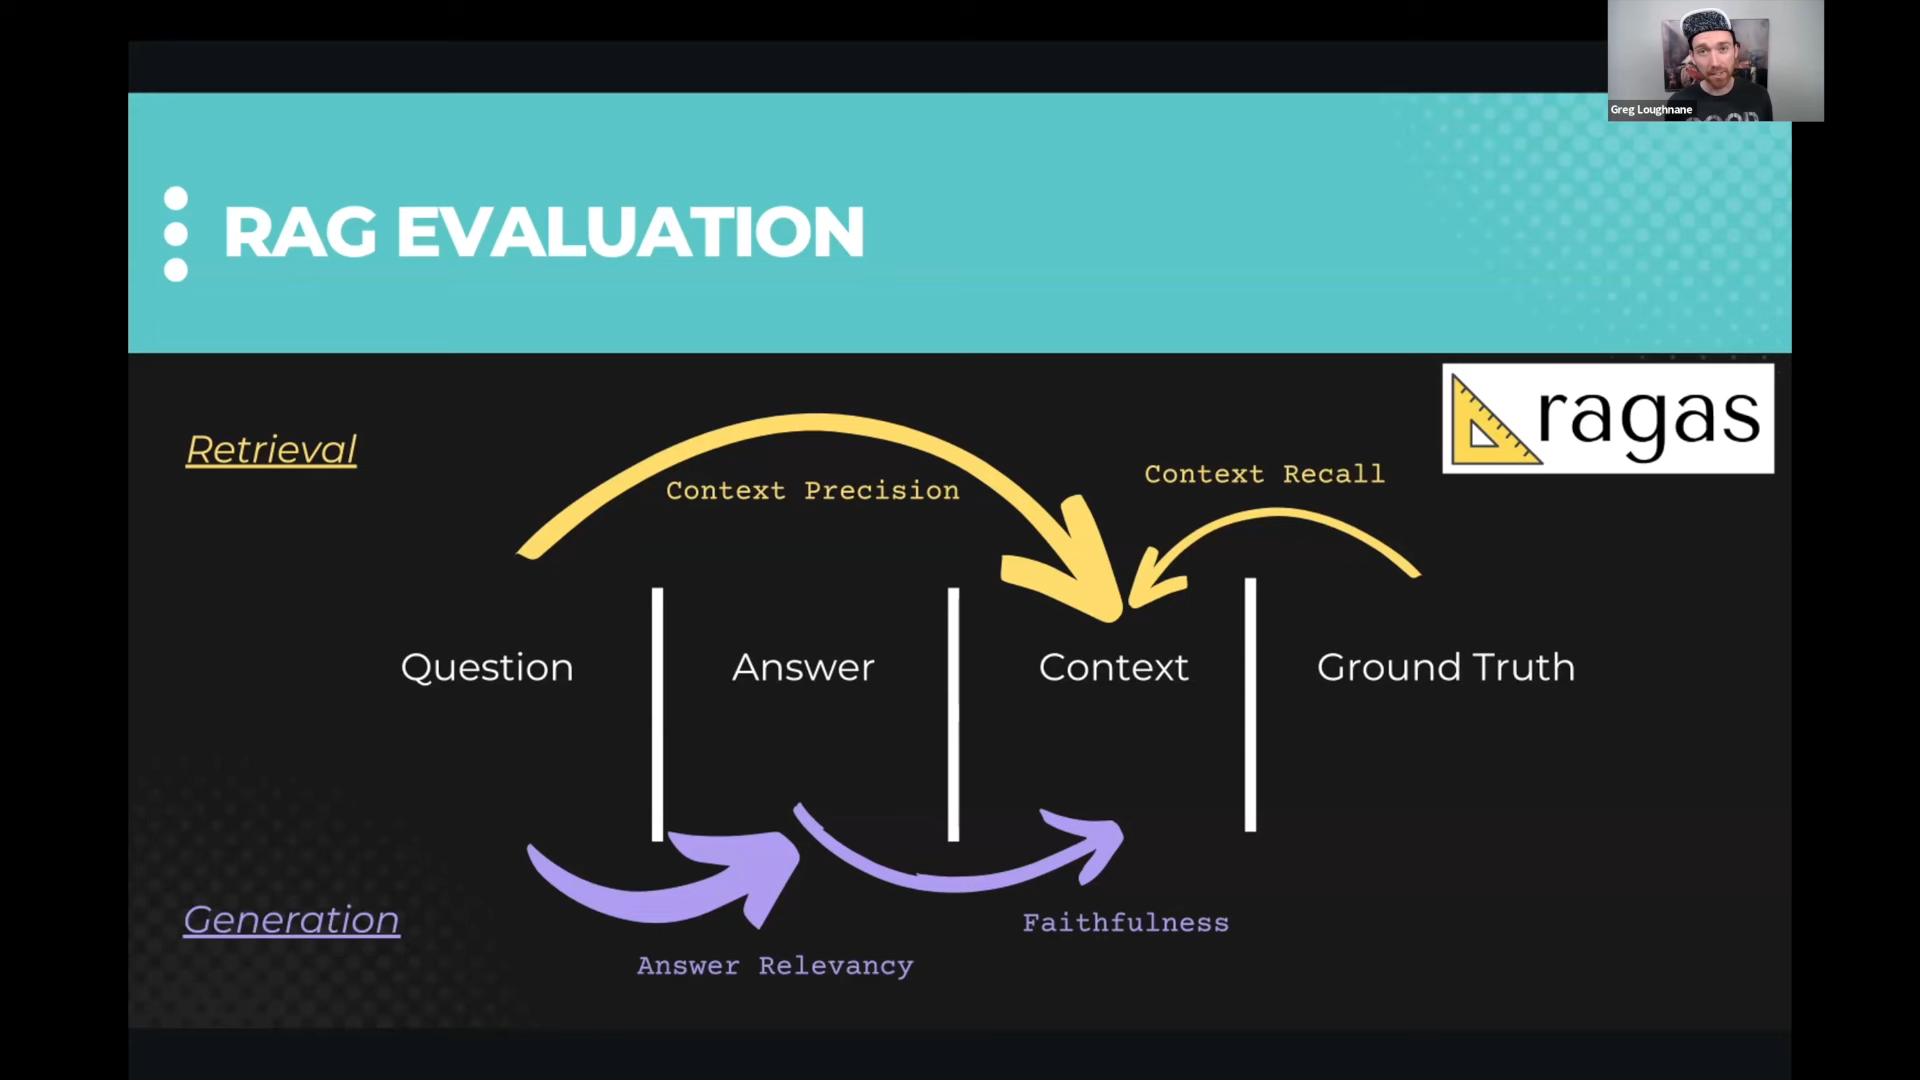 Greg Loughnane
RAG EVALUATION
ragas
Retrieval
Context Precision
Context Recall
Question
Answer
Context
Ground Truth
Generation
Faithfulness
Answer Relevancy